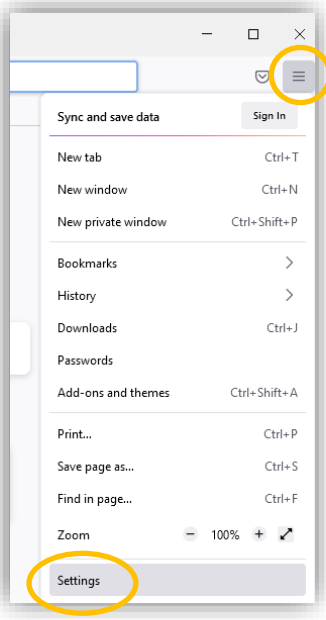 Sync and save data Sign In
New tab Ctrl+T
New window Ctrl+N
New private window Ctrl+Shift+P
Bookmarks
History
Downloads Ctrl+J
Passwords
Add-ons and themes Ctrl+Shift+A
Print... Ctrl+P
Save page as... Ctrl+S
Find in page... Ctrl+F
Zoom − 100% +
Settings